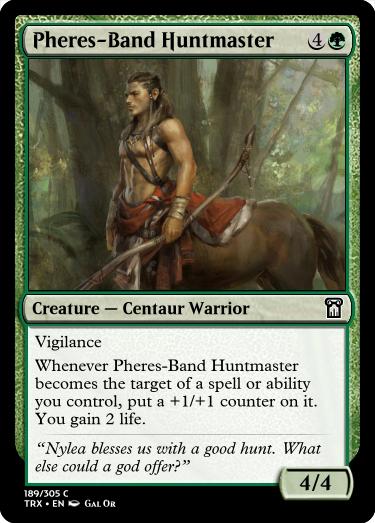 Pheres-Band Huntmaster 4
Creature — Centaur Warrior
Vigilance
Whenever Pheres-Band Huntmaster
becomes the target of a spell or ability
you control, put a +1/+1 counter on it.
You gain 2 life.
“Nylea blesses us with a good hunt. What
else could a god offer?”
4/4
189/305 C
TRX • EN Gal Or